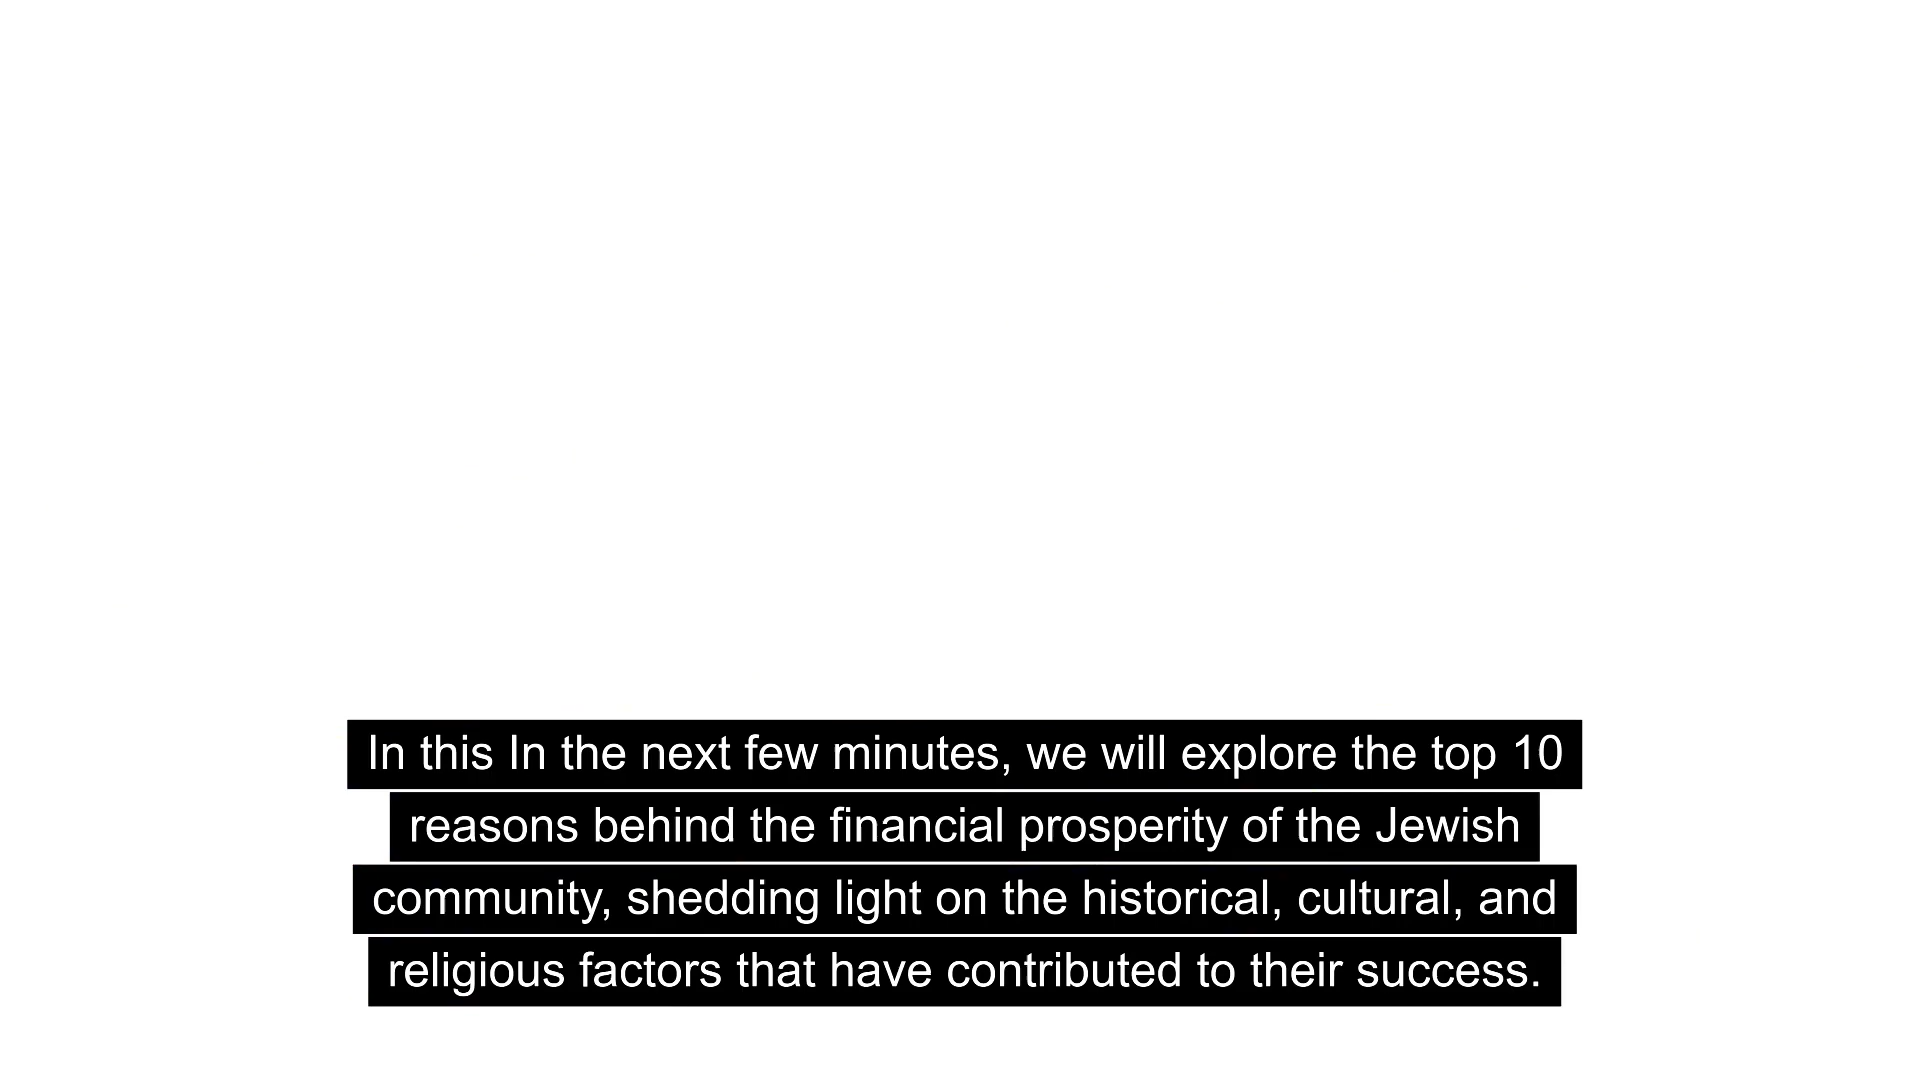 In this In the next few minutes, we will explore the top 10
reasons behind the financial prosperity of the Jewish
community, shedding light on the historical, cultural, and
religious factors that have contributed to their success.